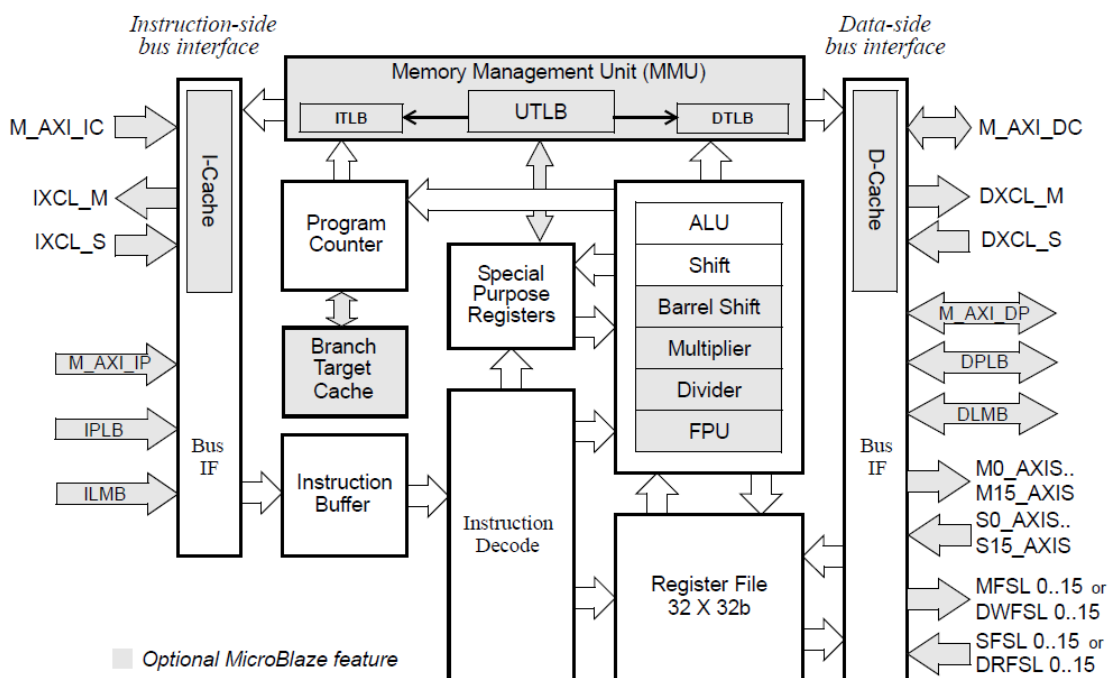 Instruction-side
bus interface
Data-side
bus interface
Memory Management Unit (MMU)
ITLB
UTLB
DTLB
M_AXI_IC
IXCL_M
IXCL_S
I-Cache
M_AXI_IP
IPLB
ILMB
Bus
IF
Program
Counter
Branch
Target
Cache
Instruction
Buffer
Special
Purpose
Registers
Instruction
Decode
ALU
Shift
Barrel Shift
Multiplier
Divider
FPU
Register File
32 X 32b
D-Cache
Bus
IF
M_AXI_DC
DXCL_M
DXCL_S
M_AXI_DP
DPLB
DLMB
M0_AXIS..
M15_AXIS
S0_AXIS..
S15_AXIS
MFSL 0..15 or
DWFSL 0..15
SFSL 0..15 or
DRFSL 0..15
Optional MicroBlaze feature